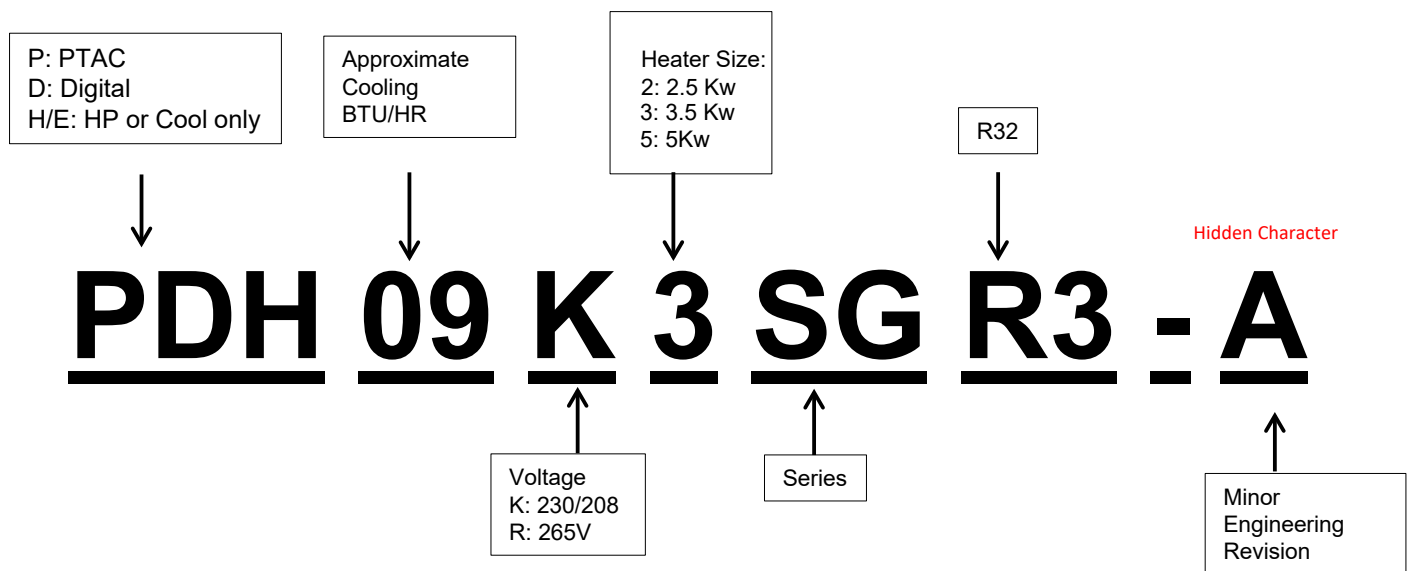 P: PTAC
D: Digital
H/E: HP or Cool only
Approximate
Cooling
BTU/HR
Heater Size:
2: 2.5 Kw
3: 3.5 Kw
5: 5Kw
R32
Hidden Character
PDH 09 K 3 SG R3 - A
Voltage
K: 230/208
R: 265V
Series
Minor
Engineering
Revision